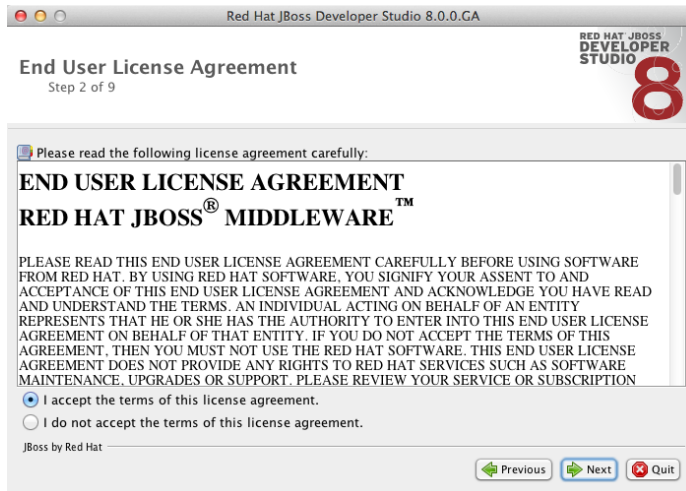 Red Hat JBoss Developer Studio 8.0.0.GA
RED HAT® JBOSS
DEVELOPER
STUDIO
8
End User License Agreement
Step 2 of 9
Please read the following license agreement carefully:
END USER LICENSE AGREEMENT
RED HAT JBOSS® MIDDLEWARE™
PLEASE READ THIS END USER LICENSE AGREEMENT CAREFULLY BEFORE USING SOFTWARE
FROM RED HAT. BY USING RED HAT SOFTWARE, YOU SIGNIFY YOUR ASSENT TO AND
ACCEPTANCE OF THIS END USER LICENSE AGREEMENT AND ACKNOWLEDGE YOU HAVE READ
AND UNDERSTAND THE TERMS. AN INDIVIDUAL ACTING ON BEHALF OF AN ENTITY
REPRESENTS THAT HE OR SHE HAS THE AUTHORITY TO ENTER INTO THIS END USER LICENSE
AGREEMENT ON BEHALF OF THAT ENTITY. IF YOU DO NOT ACCEPT THE TERMS OF THIS
AGREEMENT, THEN YOU MUST NOT USE THE RED HAT SOFTWARE. THIS END USER LICENSE
AGREEMENT DOES NOT PROVIDE ANY RIGHTS TO RED HAT SERVICES SUCH AS SOFTWARE
MAINTENANCE, UPGRADES OR SUPPORT. PLEASE REVIEW YOUR SERVICE OR SUBSCRIPTION
I accept the terms of this license agreement.
I do not accept the terms of this license agreement.
JBoss by Red Hat
Previous Next Quit